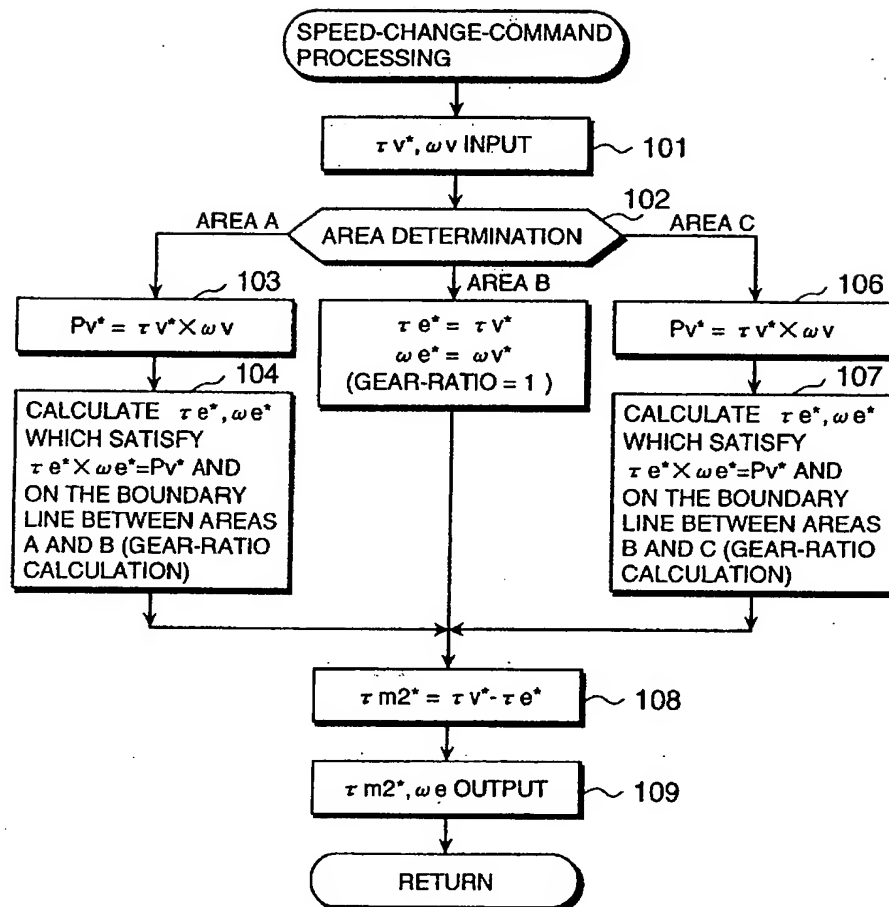 SPEED-CHANGE-COMMAND
PROCESSING
τv*, ωv INPUT
101
102
AREA A
AREA DETERMINATION
AREA C
AREA B
103
Pv* = τv*×ωv
τe* = τv*
ωe* = ωv*
(GEAR-RATIO = 1 )
106
Pv* = τv*×ωv
104
CALCULATE τe*, ωe*
WHICH SATISFY
τe*×ωe*=Pv* AND
ON THE BOUNDARY
LINE BETWEEN AREAS
A AND B (GEAR-RATIO
CALCULATION)
107
CALCULATE τe*, ωe*
WHICH SATISFY
τe*×ωe*=Pv* AND
ON THE BOUNDARY
LINE BETWEEN AREAS
B AND C (GEAR-RATIO
CALCULATION)
τm2* = τv*-τe*
108
τm2*, ωe OUTPUT
109
RETURN